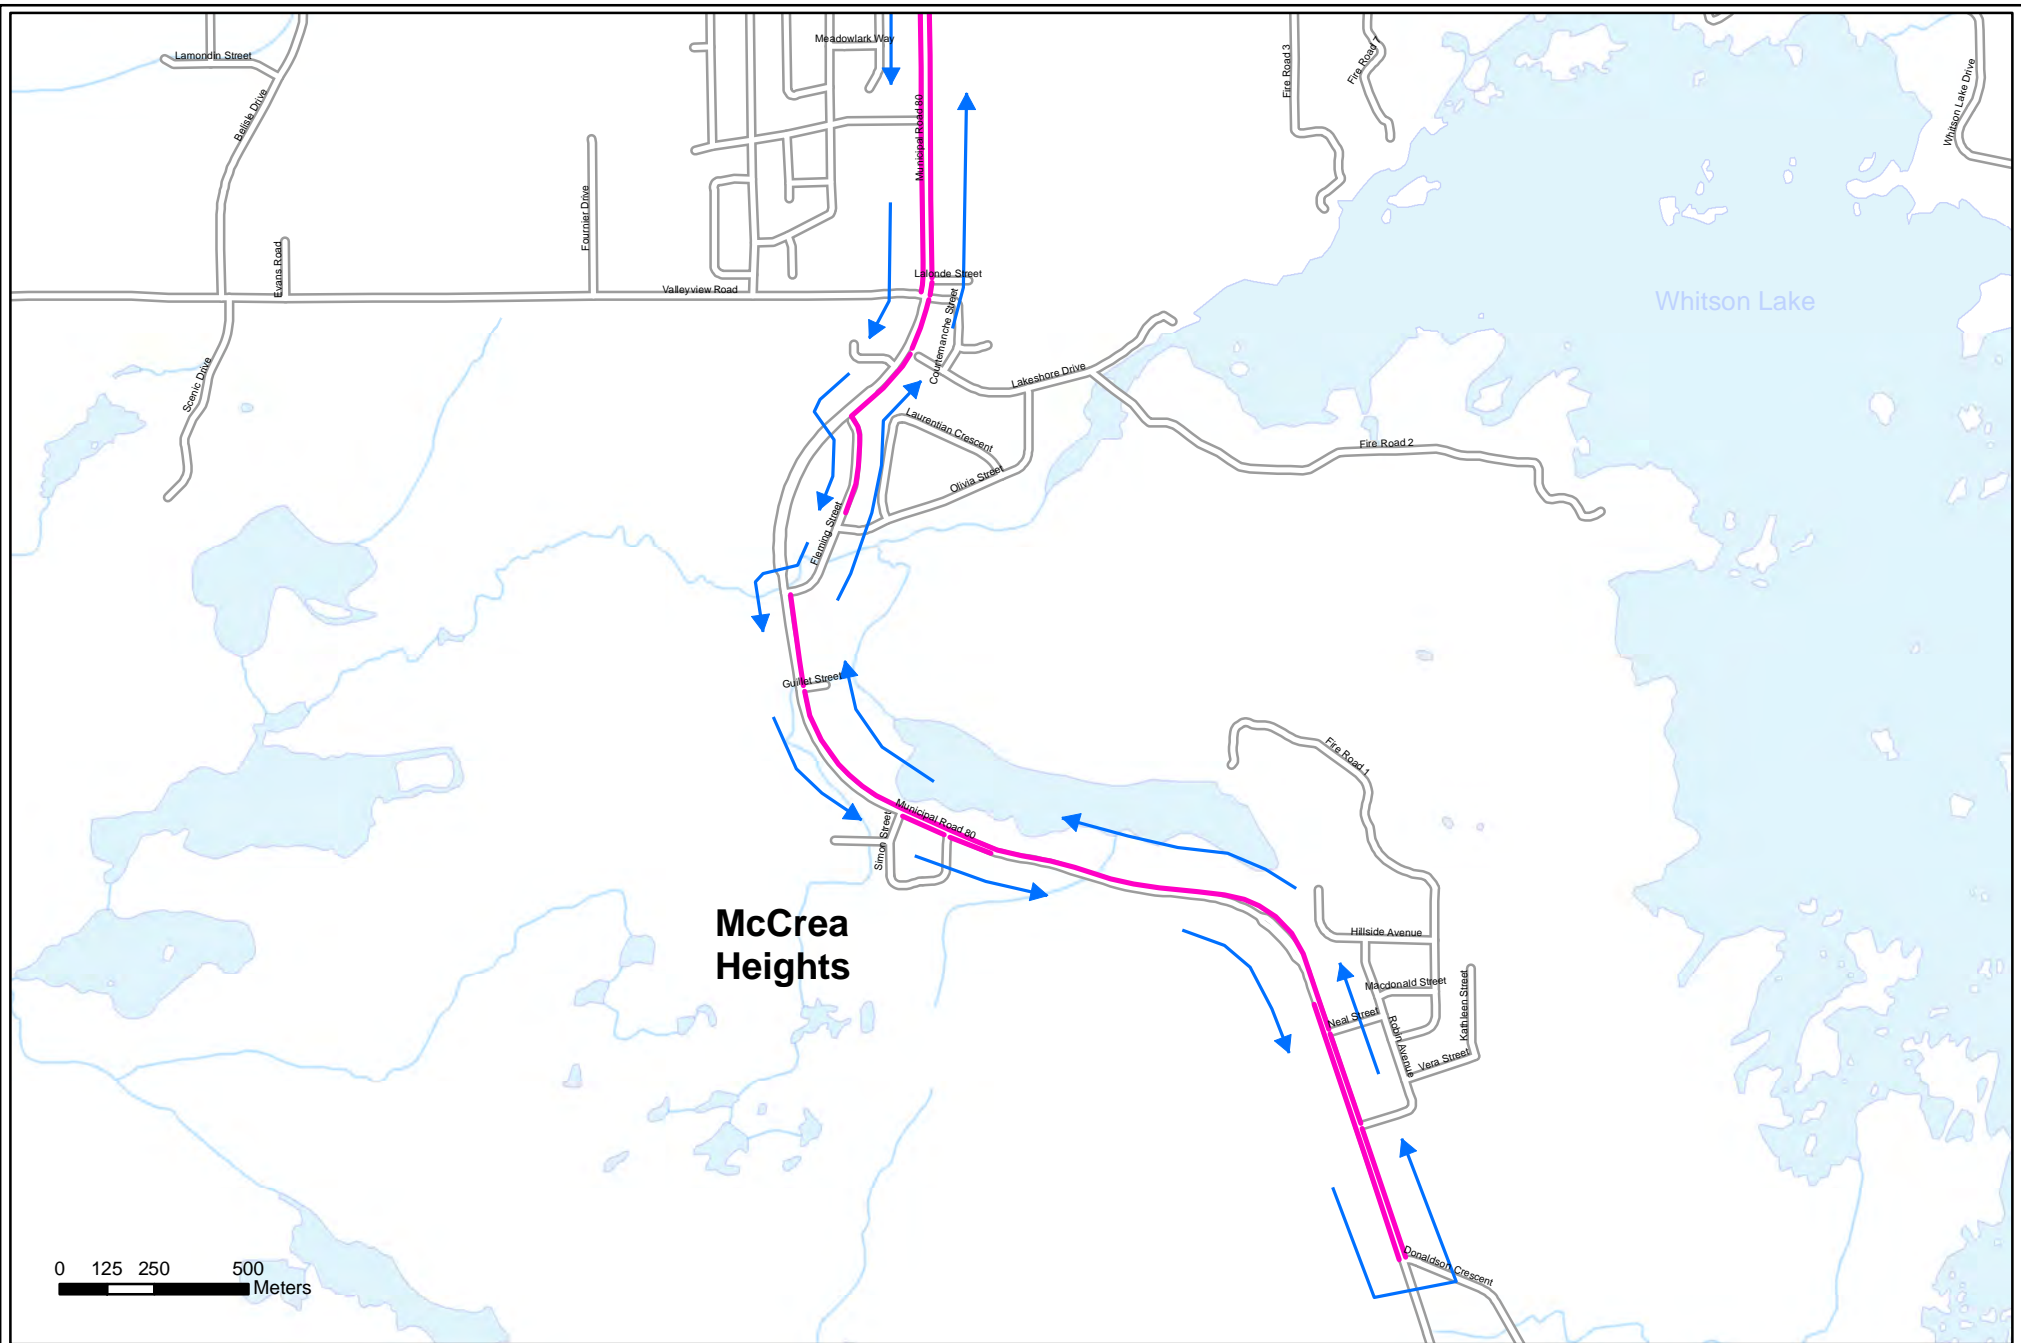 Meadowlark Way
Lamondin Street
Belisle Drive
Municipal Road 80
Fire Road 3
Fire Road 7
Whitson Lake Drive
Fournier Drive
Evans Road
Valleyview Road
Lalonde Street
Whitson Lake
Courtemanche Street
Scenic Drive
Lakeshore Drive
Laurentian Crescent
Fire Road 2
Olivia Street
Fleming Street
Guillet Street
Fire Road 1
Municipal Road 80
Simon Street
McCrea
Heights
Hillside Avenue
Macdonald Street
Kathleen Street
Neal Street
Robin Avenue
Vera Street
Donaldson Crescent
0 125 250 500
Meters